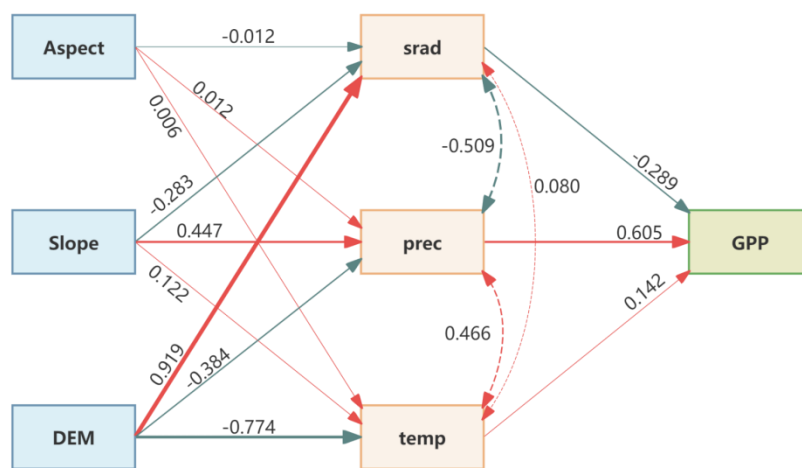 Aspect
-0.012
srad
0.012
0.006
-0.509
-0.283
-0.289
0.080
Slope
0.447
prec
0.605
GPP
0.122
0.142
0.466
0.919
-0.384
DEM
-0.774
temp